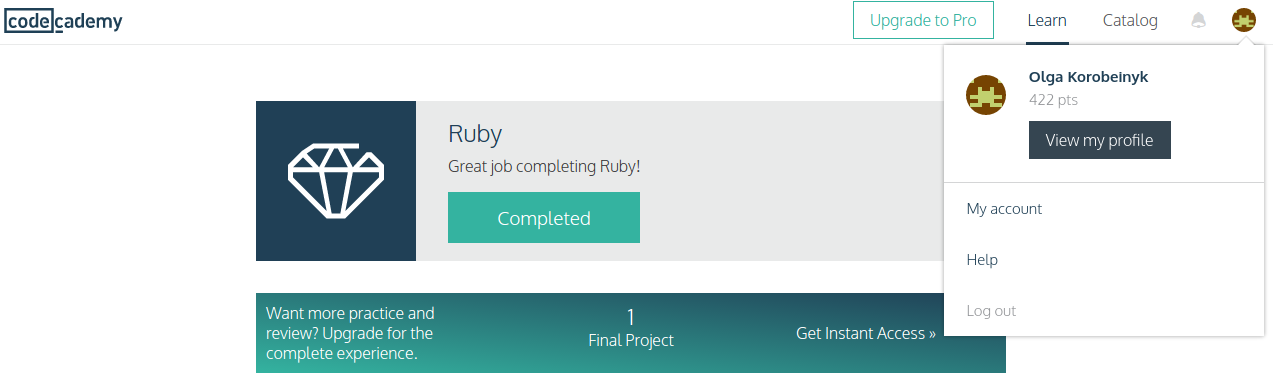 codecademy
Upgrade to Pro
Learn
Catalog
Olga Korobeinyk
422 pts
View my profile
My account
Help
Log out
Ruby
Great job completing Ruby!
Completed
Want more practice and
review? Upgrade for the
complete experience.
1
Final Project
Get Instant Access »